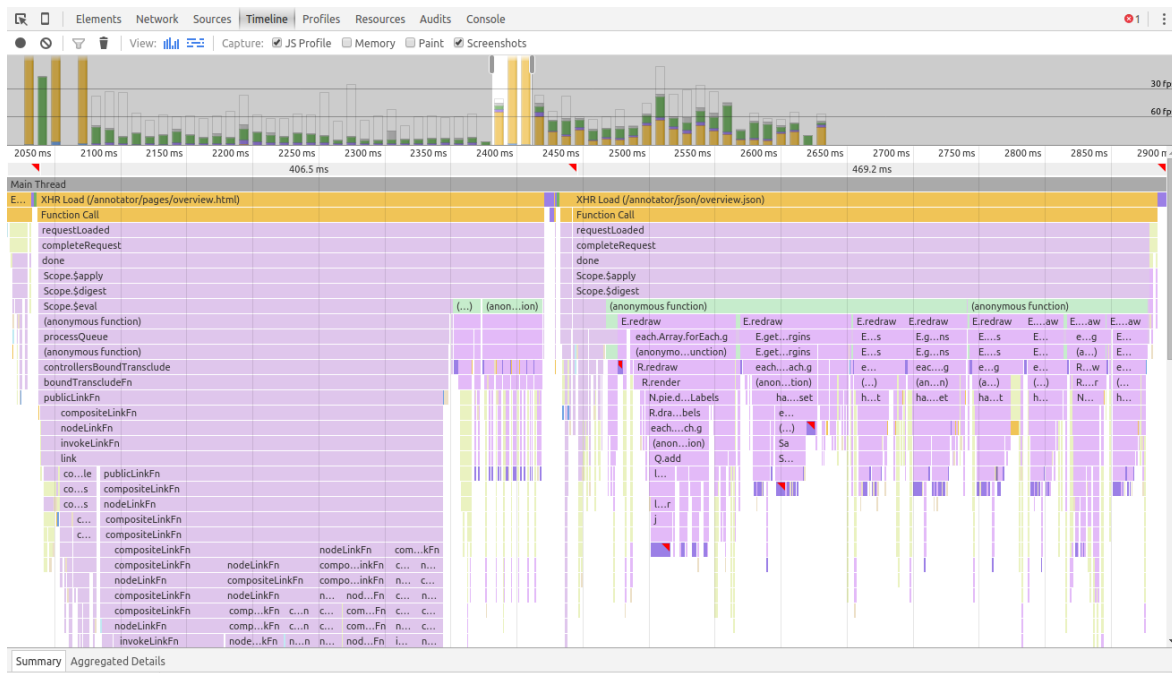 Elements Network Sources Timeline Profiles Resources Audits Console 1
View: Capture: JS Profile Memory Paint Screenshots
30 fp
60 fp
2050 ms 2100 ms 2150 ms 2200 ms 2250 ms 2300 ms 2350 ms 2400 ms 2450 ms 2500 ms 2550 ms 2600 ms 2650 ms 2700 ms 2750 ms 2800 ms 2850 ms 2900 m
406.5 ms 469.2 ms
Main Thread
E... XHR Load (/annotator/pages/overview.html) XHR Load (/annotator/json/overview.json)
Function Call Function Call
requestLoaded requestLoaded
completeRequest completeRequest
done done
Scope.$apply Scope.$apply
Scope.$digest Scope.$digest
Scope.$eval (...) (anon...ion) (anonymous function) (anonymous function)
(anonymous function) E.redraw E.redraw E.redraw E.redraw E.redraw E....aw E....aw E....aw
processQueue each.Array.forEach.g E.get...rgins E....s E.g...ns E....s E... e...g E...
(anonymous function) (anonymo...unction) E.get...rgins E....s E.g...ns E....s E... (a...) E...
controllersBoundTransclude R.redraw each....ach.g e... eac....g e...g e... R...w e...
boundTranscludeFn R.render (anon...tion) (...) (an...n) (a...) (...) R....r (...
publicLinkFn N.pie.d...Labels ha....set h...t ha....et ha...t h... N... h...
compositeLinkFn R.dra...bels e...
nodeLinkFn each....ch.g (...)
invokeLinkFn (anon...ion) Sa
link Q.add S...
co...le publicLinkFn l...
co...s compositeLinkFn
co...s nodeLinkFn l...r
c... compositeLinkFn j
c... compositeLinkFn
compositeLinkFn nodeLinkFn com...kFn
compositeLinkFn nodeLinkFn compo...inkFn c... n...
nodeLinkFn compositeLinkFn compo...inkFn n... c...
compositeLinkFn nodeLinkFn n... nod...Fn c... n...
compositeLinkFn comp...kFn c...n c... com...Fn c... c...
nodeLinkFn comp...kFn c...n c... com...Fn n... c...
invokeLinkFn node...kFn n...n n... nod...Fn i... n...
Summary Aggregated Details